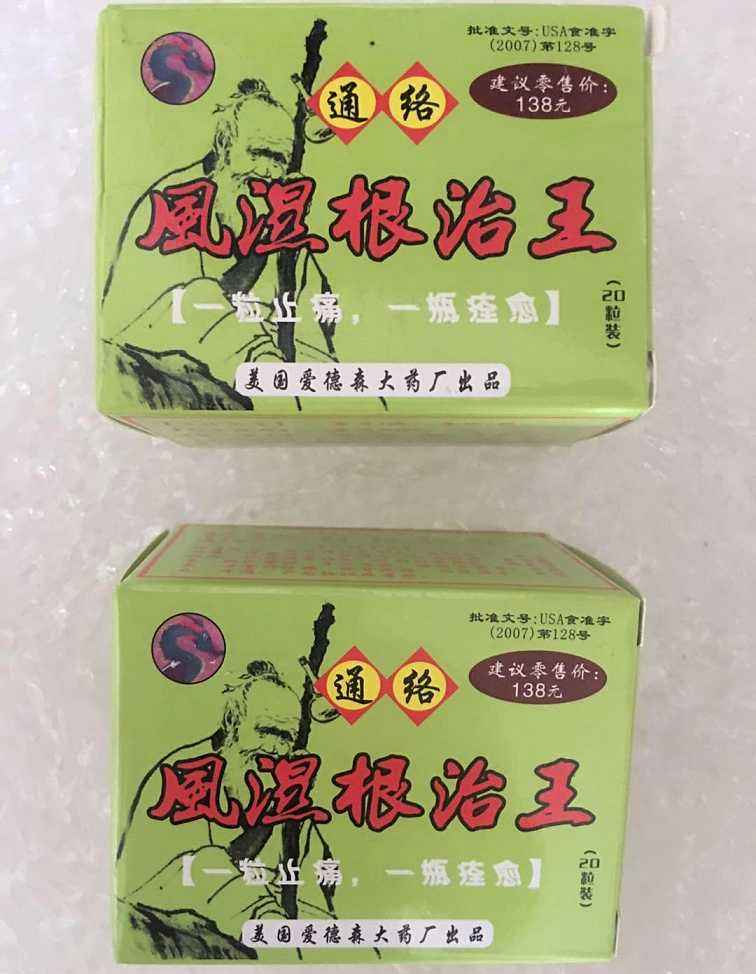 批准文号:USA食准字
(2007)第128号
建议零售价:
138元
通络
風濕根治王
【一粒止痛，一瓶痊愈】
(20粒装)
美国爱德森大药厂出品
批准文号:USA食准字
(2007)第128号
建议零售价:
138元
通络
風濕根治王
【一粒止痛，一瓶痊愈】
(20粒装)
美国爱德森大药厂出品